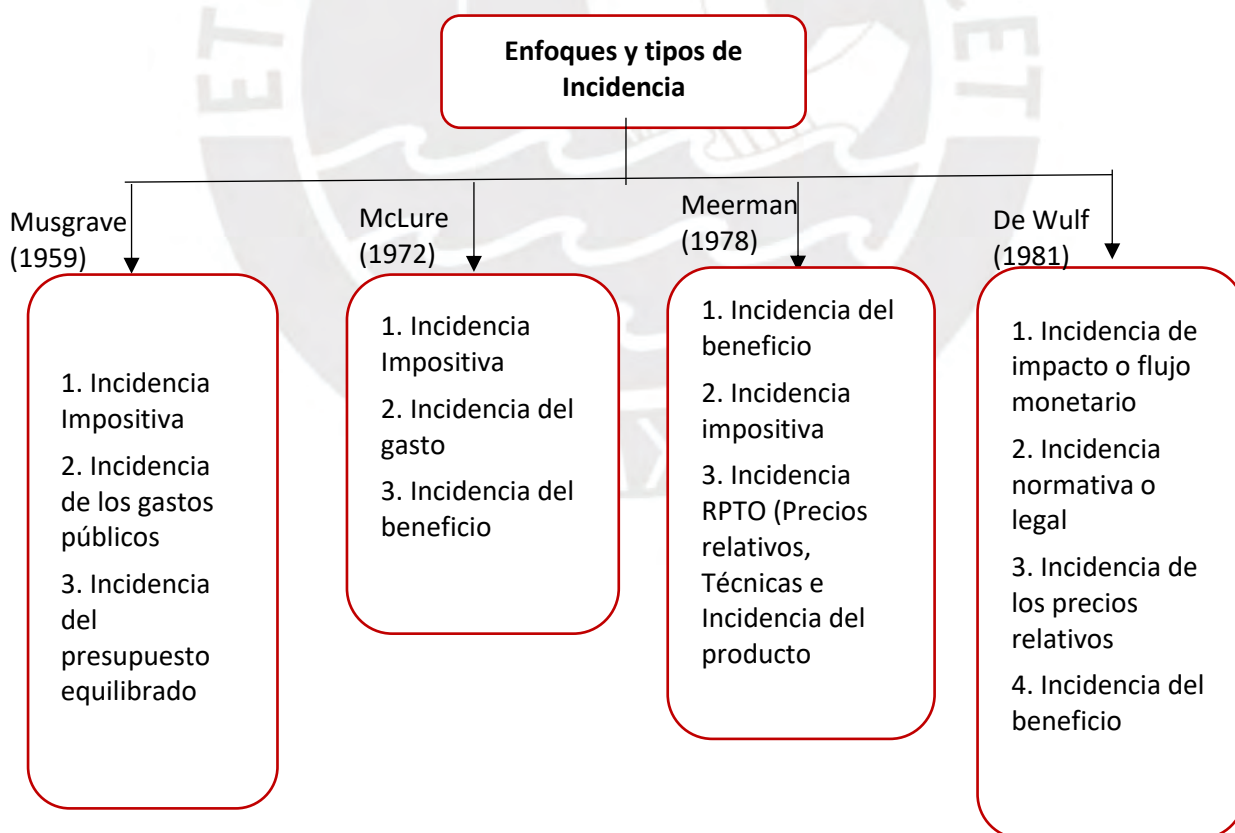 Enfoques y tipos de
Incidencia
Musgrave
(1959)
McLure
(1972)
Meerman
(1978)
De Wulf
(1981)
1. Incidencia
Impositiva
2. Incidencia
de los gastos
públicos
3. Incidencia
del
presupuesto
equilibrado
1. Incidencia
Impositiva
2. Incidencia del
gasto
3. Incidencia del
beneficio
1. Incidencia del
beneficio
2. Incidencia
impositiva
3. Incidencia
RPTO (Precios
relativos,
Técnicas e
Incidencia del
producto
1. Incidencia de
impacto o flujo
monetario
2. Incidencia
normativa o
legal
3. Incidencia de
los precios
relativos
4. Incidencia del
beneficio
ET
ET